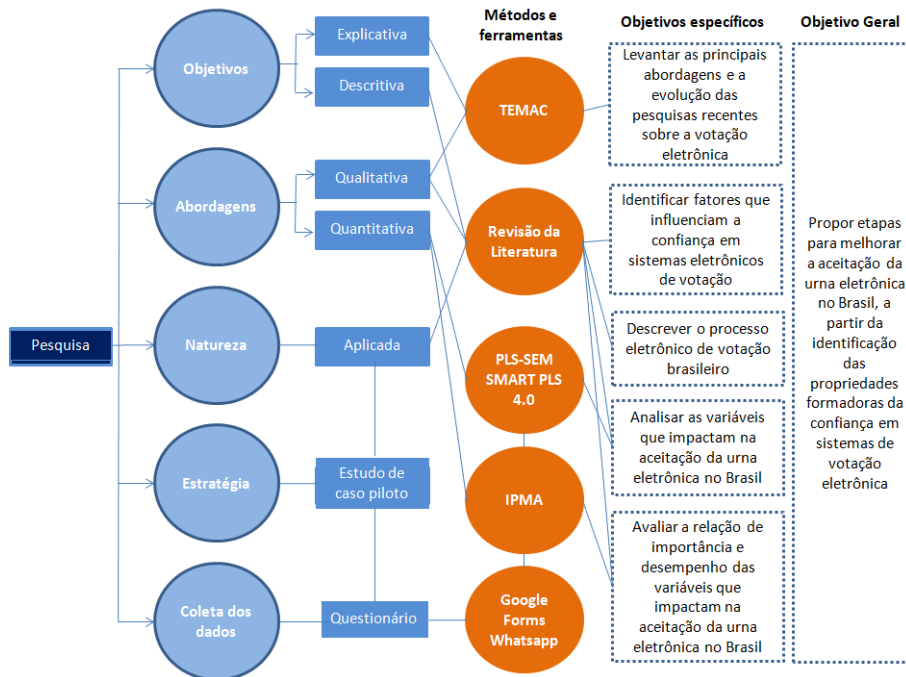 Métodos e
ferramentas
Objetivos específicos
Objetivo Geral
Pesquisa
Objetivos
Abordagens
Natureza
Estratégia
Coleta dos
dados
Explicativa
Descritiva
Qualitativa
Quantitativa
Aplicada
Estudo de
caso piloto
Questionário
TEMAC
Revisão da
Literatura
PLS-SEM
SMART PLS
4.0
IPMA
Google
Forms
Whatsapp
Levantar as principais
abordagens e a
evolução das
pesquisas recentes
sobre a votação
eletrônica
Identificar fatores que
influenciam a
confiança em
sistemas eletrônicos
de votação
Descrever o processo
eletrônico de votação
brasileiro
Analisar as variáveis
que impactam na
aceitação da urna
eletrônica no Brasil
Avaliar a relação de
importância e
desempenho das
variáveis que
impactam na
aceitação da urna
eletrônica no Brasil
Propor etapas
para melhorar
a aceitação da
urna eletrônica
no Brasil, a
partir da
identificação
das
propriedades
formadoras da
confiança em
sistemas de
votação
eletrônica